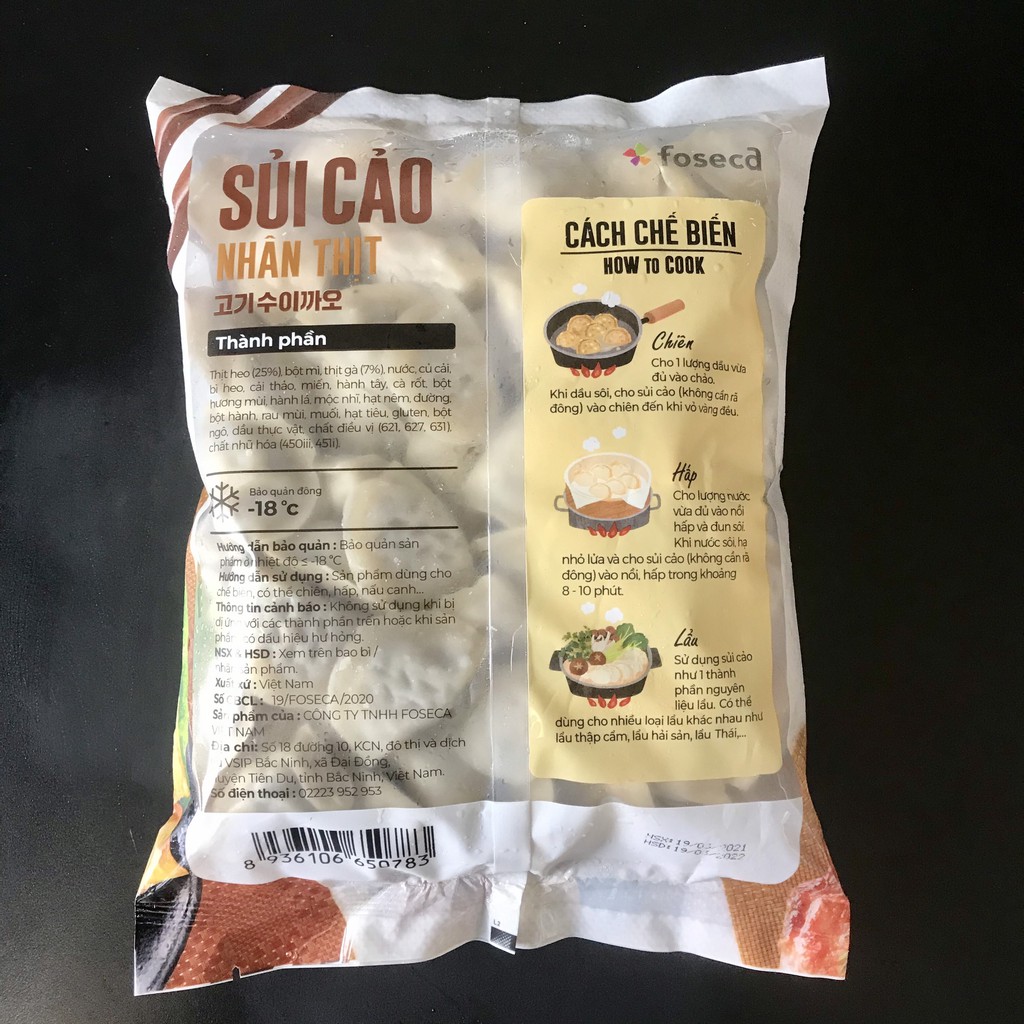 SỦI CẢO
NHÂN THỊT
고기수이까오
Thành phần
Thịt heo (25%), bột mì, thịt gà (7%), nước, củ cải,
bì heo, cải thảo, miến, hành tây, cà rốt, bột
hương mùi, hành lá, mộc nhĩ, hạt nêm, đường,
bột hành, rau mùi, muối, hạt tiêu, gluten, bột
ngô, dầu thực vật, chất điều vị (621, 627, 631),
chất nhũ hóa (450iii, 451i).
Bảo quản đông
-18 °c
Hướng dẫn bảo quản : Bảo quản sản
phẩm ở nhiệt độ ≤ -18 °C
Hướng dẫn sử dụng : Sản phẩm dùng cho
chế biến, có thể chiên, hấp, nấu canh...
Thông tin cảnh báo : Không sử dụng khi bị
dị ứng với các thành phần trên hoặc khi sản
phẩm có dấu hiệu hư hỏng.
NSX & HSD : Xem trên bao bì /
nhãn sản phẩm.
Xuất xứ : Việt Nam
Số CBCL : 19/FOSECA/2020
Sản phẩm của : CÔNG TY TNHH FOSECA
VIỆT NAM
Địa chỉ: Số 18 đường 10, KCN, đô thị và dịch
VSIP Bắc Ninh, xã Đại Đồng,
huyện Tiên Du, tỉnh Bắc Ninh, Việt Nam.
Số điện thoại : 02223 952 953
8 936106 650783
foseca
CÁCH CHẾ BIẾN
HOW TO COOK
Chiên
Cho 1 lượng dầu vừa
đủ vào chảo.
Khi dầu sôi, cho sủi cảo (không cần rã
đông) vào chiên đến khi vỏ vàng đều.
Hấp
Cho lượng nước
vừa đủ vào nồi
hấp và đun sôi.
Khi nước sôi, hạ
nhỏ lửa và cho sủi cảo (không cần rã
đông) vào nồi, hấp trong khoảng
8 - 10 phút.
Lẩu
Sử dụng sủi cảo
như 1 thành
phần nguyên
liệu lẩu. Có thể
dùng cho nhiều loại lẩu khác nhau như
lẩu thập cẩm, lẩu hải sản, lẩu Thái,...
NSX: 19/01/2021
HSD: 19/01/2022